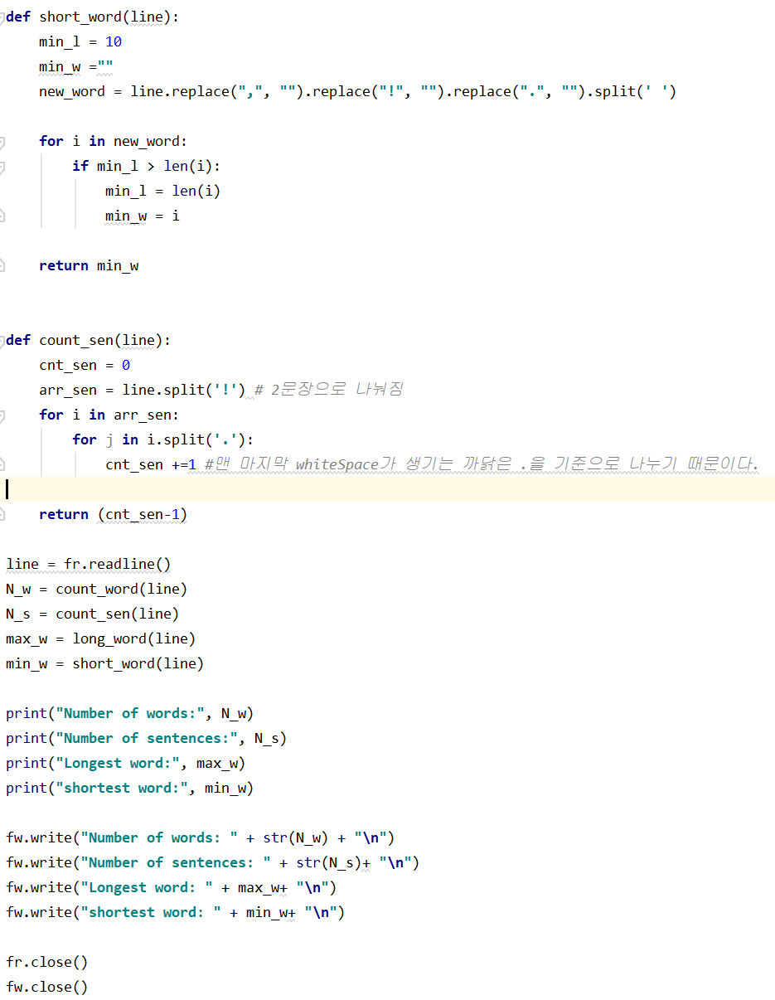 def short_word(line):
    min_l = 10
    min_w =""
    new_word = line.replace(",", "").replace("!", "").replace(".", "").split(' ')

    for i in new_word:
        if min_l > len(i):
            min_l = len(i)
            min_w = i

    return min_w


def count_sen(line):
    cnt_sen = 0
    arr_sen = line.split('!') # 2문장으로 나눠짐
    for i in arr_sen:
        for j in i.split('.'):
            cnt_sen +=1 #맨 마지막 whiteSpace가 생기는 까닭은 .을 기준으로 나누기 때문이다.

    return (cnt_sen-1)

line = fr.readline()
N_w = count_word(line)
N_s = count_sen(line)
max_w = long_word(line)
min_w = short_word(line)

print("Number of words:", N_w)
print("Number of sentences:", N_s)
print("Longest word:", max_w)
print("shortest word:", min_w)

fw.write("Number of words: " + str(N_w) + "\n")
fw.write("Number of sentences: " + str(N_s)+ "\n")
fw.write("Longest word: " + max_w+ "\n")
fw.write("shortest word: " + min_w+ "\n")

fr.close()
fw.close()